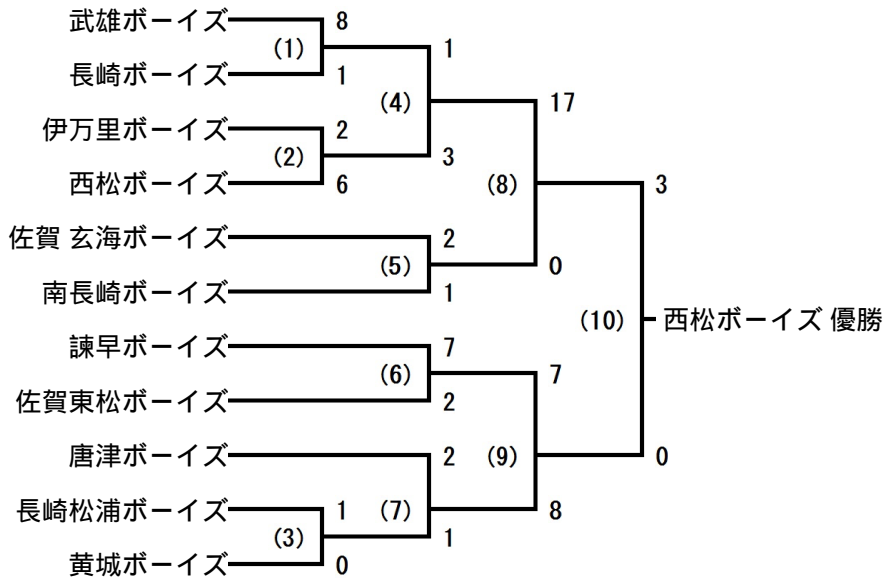 武雄ボーイズ 8
(1) 1
長崎ボーイズ 1
(4) 17
伊万里ボーイズ 2
(2) 3
西松ボーイズ 6
(8) 3
佐賀 玄海ボーイズ 2
(5) 0
南長崎ボーイズ 1
(10) 西松ボーイズ 優勝
諫早ボーイズ 7
(6) 7
佐賀東松ボーイズ 2
唐津ボーイズ 2 (9) 0
長崎松浦ボーイズ 1 (7) 8
(3) 1
黄城ボーイズ 0